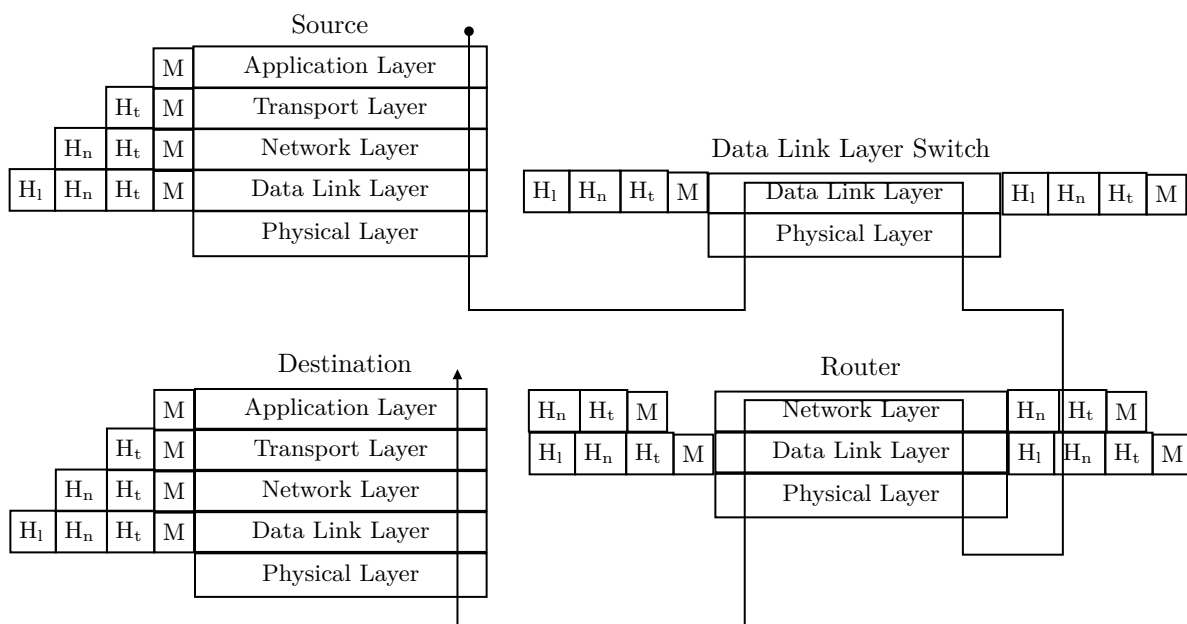 Source
M Application Layer
Hₜ M Transport Layer
Hₙ Hₜ M Network Layer
Hₗ Hₙ Hₜ M Data Link Layer
Physical Layer
Data Link Layer Switch
Hₗ Hₙ Hₜ M Data Link Layer Hₗ Hₙ Hₜ M
Physical Layer
Destination
M Application Layer
Hₜ M Transport Layer
Hₙ Hₜ M Network Layer
Hₗ Hₙ Hₜ M Data Link Layer
Physical Layer
Router
Hₙ Hₜ M Network Layer Hₙ Hₜ M
Hₗ Hₙ Hₜ M Data Link Layer Hₗ Hₙ Hₜ M
Physical Layer